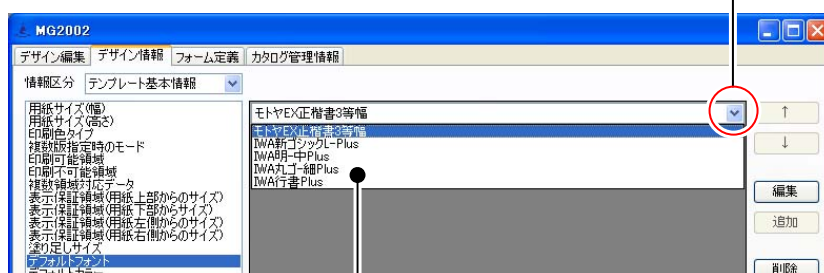 MG2002
デザイン編集 デザイン情報 フォーム定義 カタログ管理情報
情報区分 テンプレート基本情報
用紙サイズ(幅)
用紙サイズ(高さ)
印刷色タイプ
複数版指定時のモード
印刷可能領域
印刷不可能領域
複数領域対応データ
表示保証領域(用紙上部からのサイズ)
表示保証領域(用紙下部からサイズ)
表示保証領域(用紙左側からのサイズ)
表示保証領域(用紙右側からのサイズ)
塗り足しサイズ
デフォルトフォント
デフォルトカラー
モトヤEX正楷書3等幅
モトヤEX正楷書3等幅
IWA新ゴシックL-Plus
IWA明-中Plus
IWA丸ゴ-細Plus
IWA行書Plus
↑
↓
編集
追加
削除